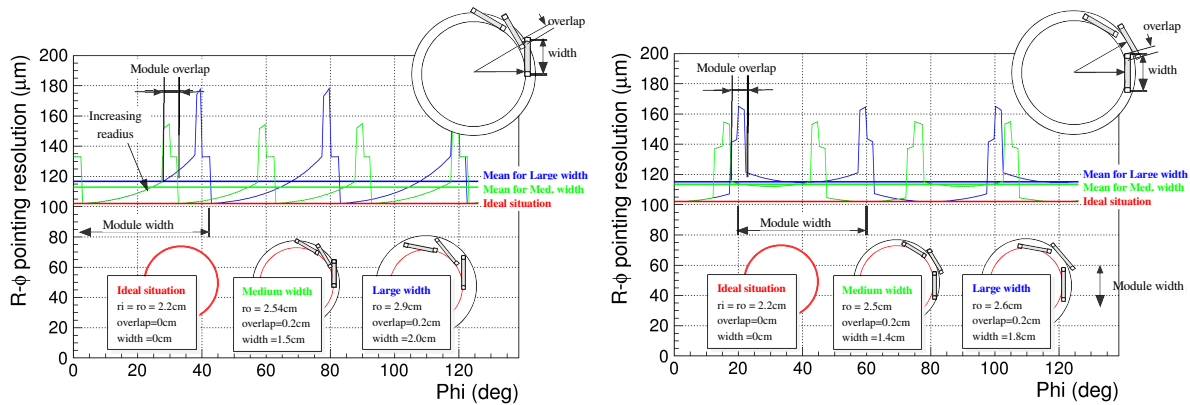 overlap
width
R-ϕ pointing resolution (μm)
200
180
160
140
120
100
80
60
40
20
0
Module overlap
Increasing
readius
Mean for Large width
Mean for Med. width
Ideal situation
Module width
Ideal situation
ri = ro = 2.2cm
overlap=0cm
width =0cm
Medium width
ro = 2.54cm
overlap=0.2cm
width =1.5cm
Large width
ro = 2.9cm
overlap=0.2cm
width =2.0cm
0 20 40 60 80 100 120
Phi (deg)
overlap
width
R-ϕ pointing resolution (μm)
200
180
160
140
120
100
80
60
40
20
0
Module overlap
Mean for Large width
Mean for Med. width
Ideal situation
Module width
Module width
Ideal situation
ri = ro = 2.2cm
overlap=0cm
width =0cm
Medium width
ro = 2.5cm
overlap=0.2cm
width =1.4cm
Large width
ro = 2.6cm
overlap=0.2cm
width =1.8cm
0 20 40 60 80 100 120
Phi (deg)